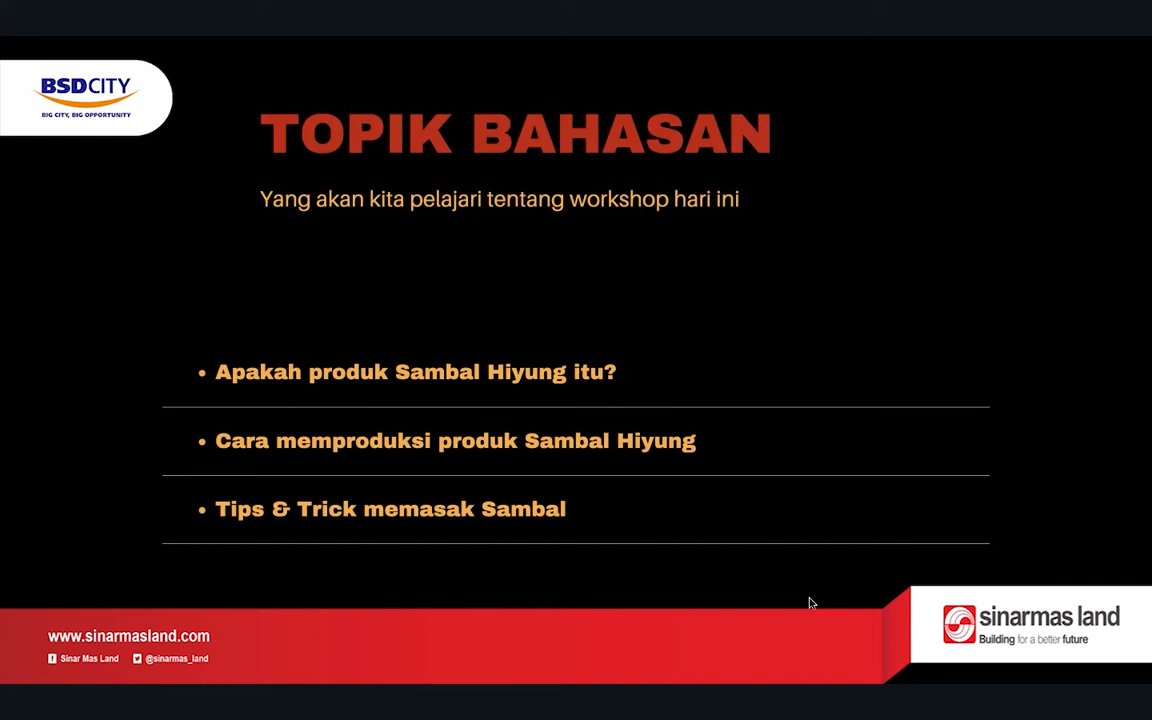 BSDCITY
BIG CITY, BIG OPPORTUNITY
TOPIK BAHASAN
Yang akan kita pelajari tentang workshop hari ini
• Apakah produk Sambal Hiyung itu?
• Cara memproduksi produk Sambal Hiyung
• Tips & Trick memasak Sambal
www.sinarmasland.com
f Sinar Mas Land @sinarmas_land
sinarmas land
Building for a better future